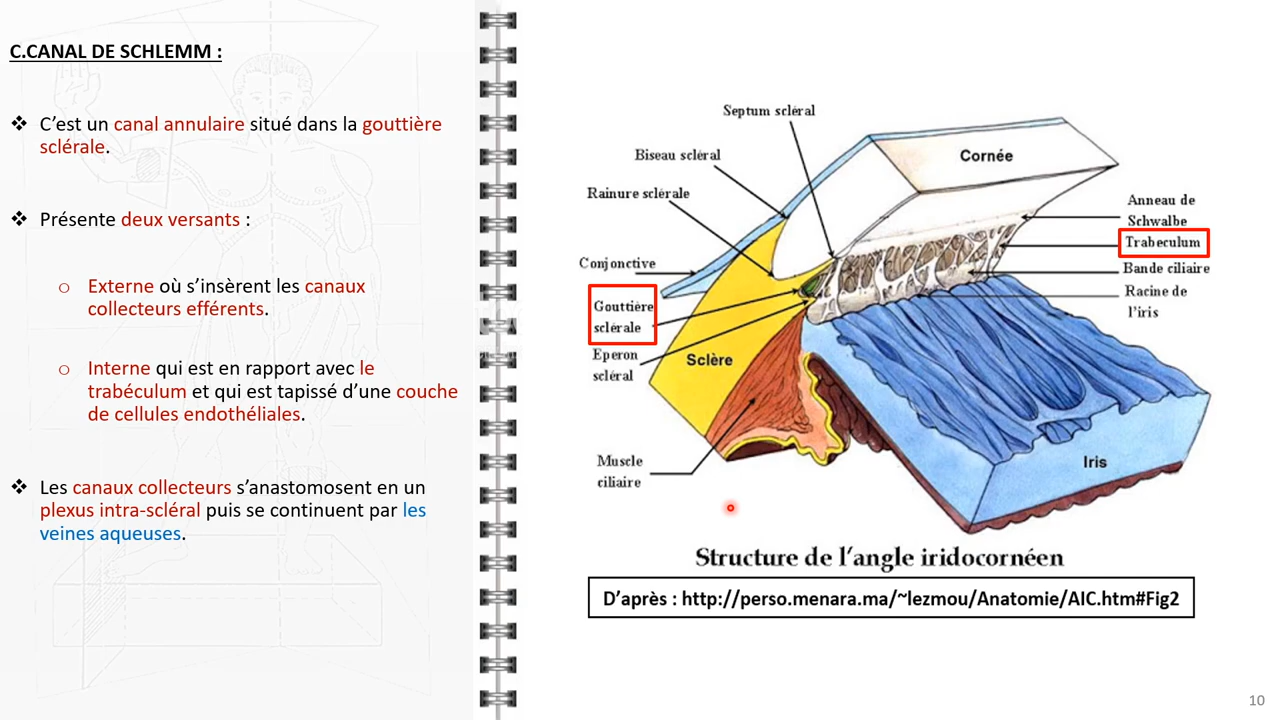 C.CANAL DE SCHLEMM :
❖ C’est un canal annulaire situé dans la gouttière
sclérale.
❖ Présente deux versants :
o Externe où s’insèrent les canaux
collecteurs efférents.
o Interne qui est en rapport avec le
trabéculum et qui est tapissé d’une couche
de cellules endothéliales.
❖ Les canaux collecteurs s’anastomosent en un
plexus intra-scléral puis se continuent par les
veines aqueuses.
Septum scléral
Biseau scléral
Rainure sclérale
Conjonctive
Gouttière
sclérale
Eperon
scléral
Muscle
ciliaire
Sclère
Cornée
Anneau de
Schwalbe
Trabeculum
Bande ciliaire
Racine de
l’iris
Iris
Structure de l’angle iridocornéen
D’après : http://perso.menara.ma/~lezmou/Anatomie/AIC.htm#Fig2
10